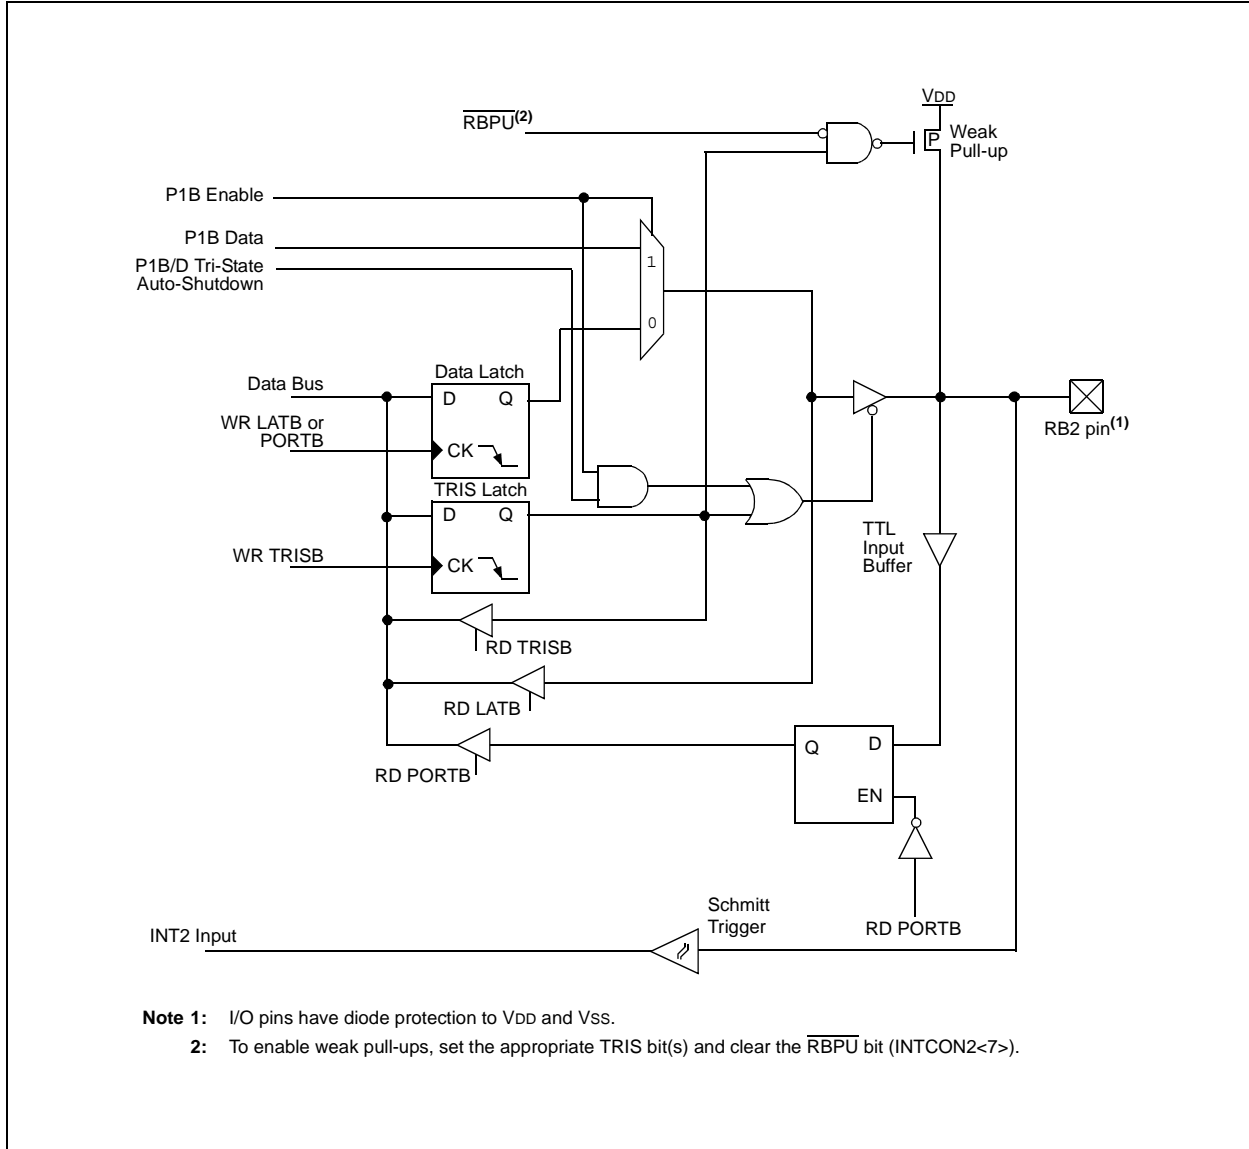 VDD
RBPU(2)
P
Weak
Pull-up
P1B Enable
P1B Data
1
P1B/D Tri-State
Auto-Shutdown
0
Data Latch
Data Bus
D Q
WR LATB or
PORTB
CK
RB2 pin(1)
TRIS Latch
D Q
TTL
Input
Buffer
WR TRISB
CK
RD TRISB
RD LATB
Q D
RD PORTB
EN
Schmitt
Trigger
RD PORTB
INT2 Input
Note 1: I/O pins have diode protection to VDD and VSS.
2: To enable weak pull-ups, set the appropriate TRIS bit(s) and clear the RBPU bit (INTCON2<7>).